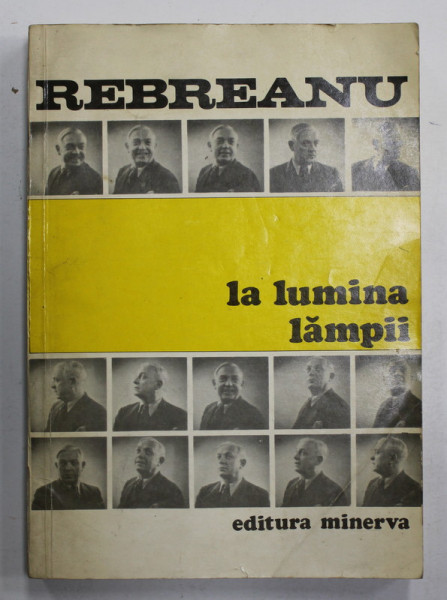 REBREANU
la lumina
lămpii
editura minerva